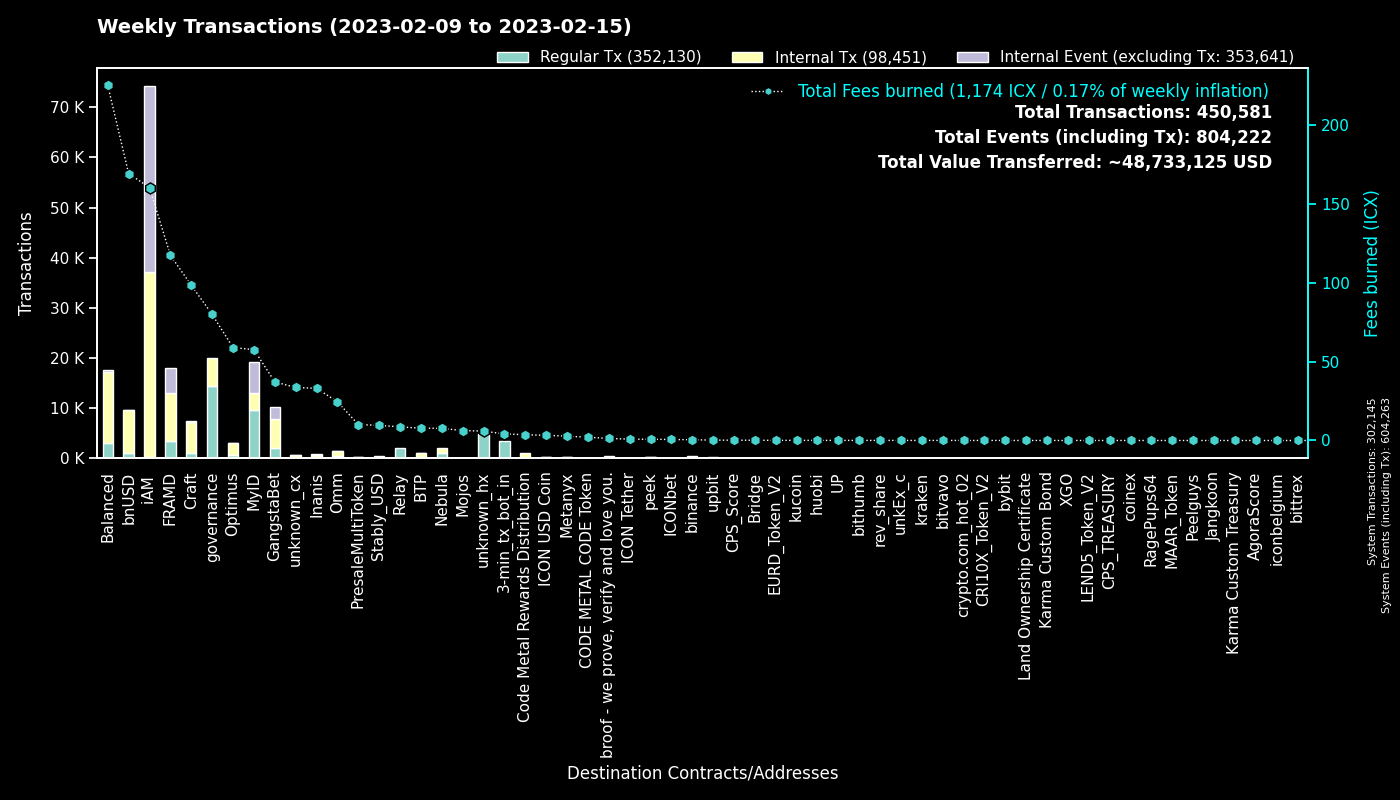 Weekly Transactions (2023-02-09 to 2023-02-15)
Regular Tx (352,130)
Internal Tx (98,451)
Internal Event (excluding Tx: 353,641)
Total Fees burned (1,174 ICX / 0.17% of weekly inflation)
Total Transactions: 450,581
Total Events (including Tx): 804,222
Total Value Transferred: ~48,733,125 USD
Transactions
70 K
60 K
50 K
40 K
30 K
20 K
10 K
0 K
200
150
100
50
0
Fees burned (ICX)
System Transactions: 302,145
System Events (including Tx): 604,263
Balanced
bnUSD
iAM
FRAMD
Craft
governance
Optimus
MyID
GangstaBet
unknown_cx
Inanis
Omm
PresaleMultiToken
Stably_USD
Relay
BTP
Nebula
Mojos
unknown_hx
3-min_tx_bot_in
Code Metal Rewards Distribution
ICON USD Coin
Metanyx
CODE METAL CODE Token
broof - we prove, verify and love you.
ICON Tether
peek
ICONbet
binance
upbit
CPS_Score
Bridge
EURD_Token_V2
kucoin
huobi
UP
bithumb
rev_share
unkEx_c
kraken
bitvavo
crypto.com_hot_02
CRI10X_Token_V2
bybit
Land Ownership Certificate
Karma Custom Bond
XGO
LEND5_Token_V2
CPS_TREASURY
coinex
RagePups64
MAAR_Token
Peelguys
Jangkoon
Karma Custom Treasury
AgoraScore
iconbelgium
bittrex
Destination Contracts/Addresses